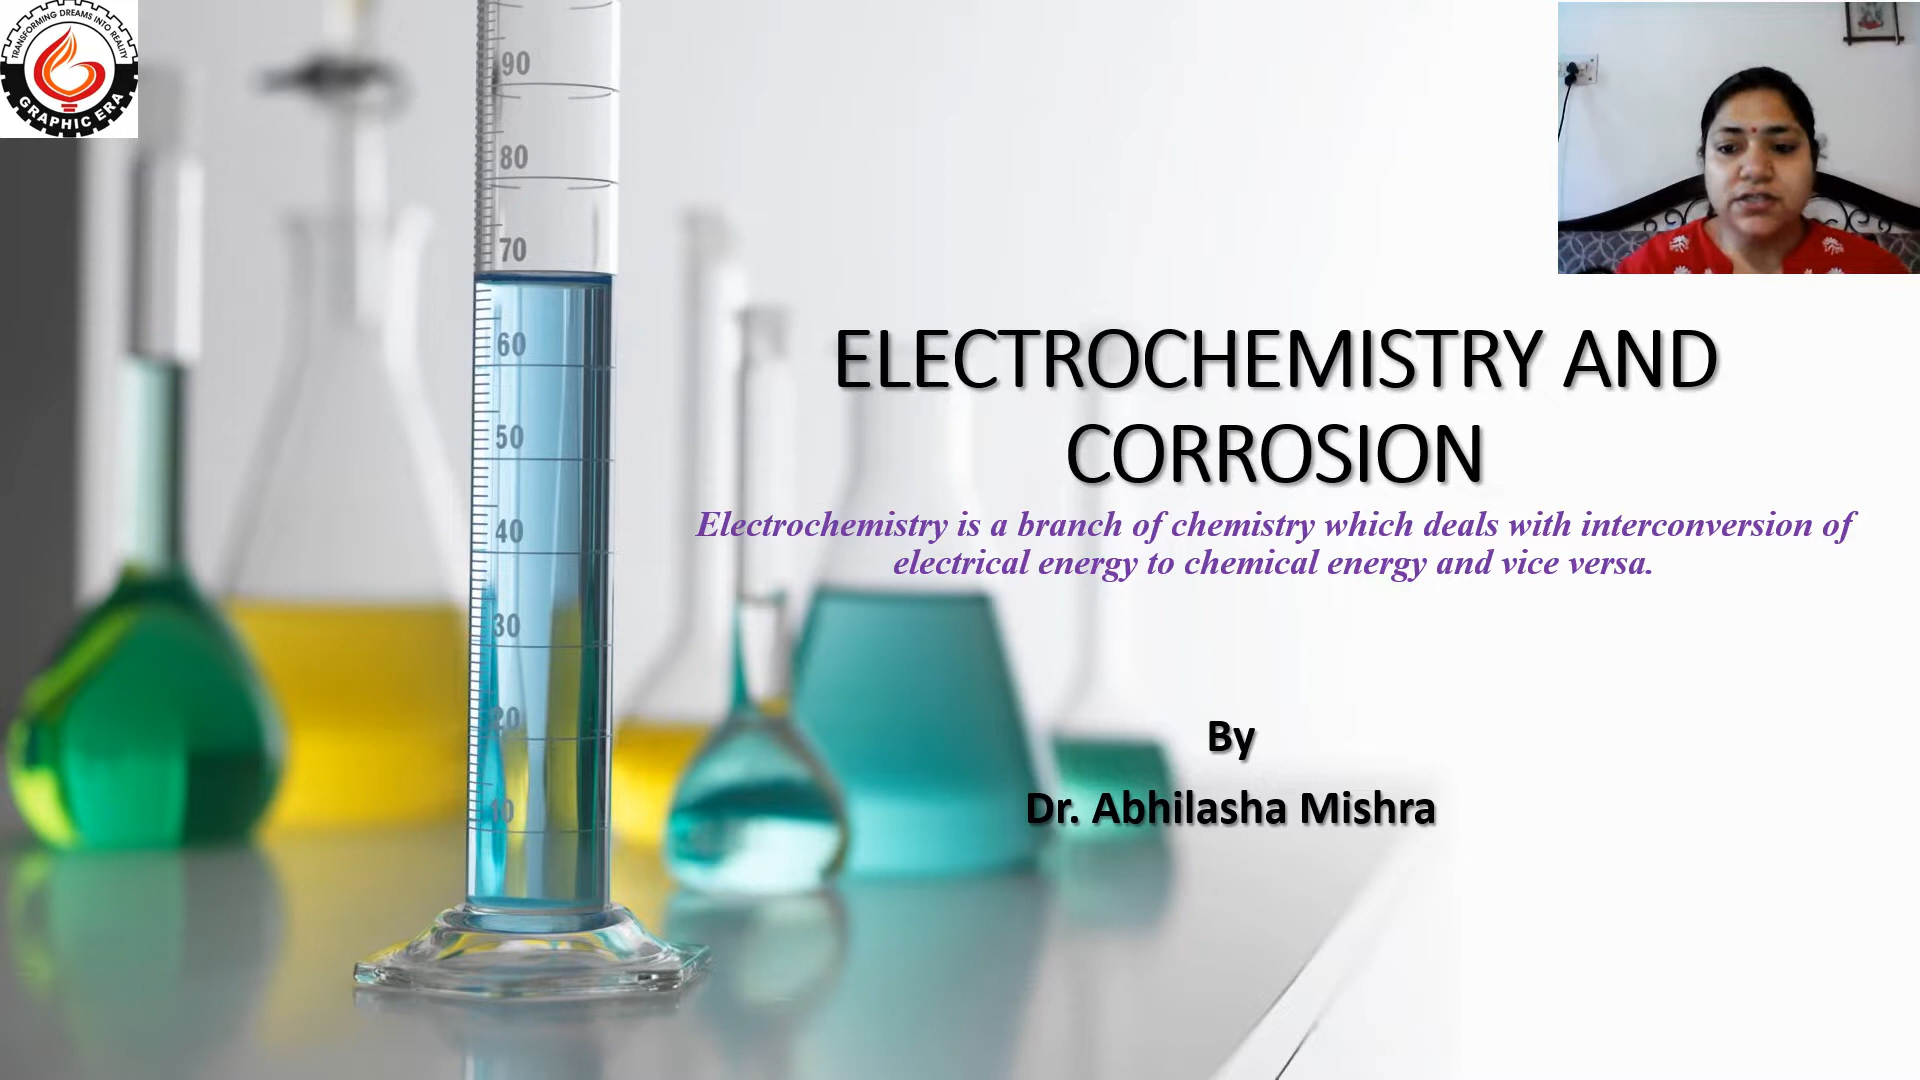 TRANSFORMING DREAMS INTO REALITY
GRAPHIC ERA
90
80
70
60
50
40
30
20
10
ELECTROCHEMISTRY AND
CORROSION
Electrochemistry is a branch of chemistry which deals with interconversion of
electrical energy to chemical energy and vice versa.
By
Dr. Abhilasha Mishra